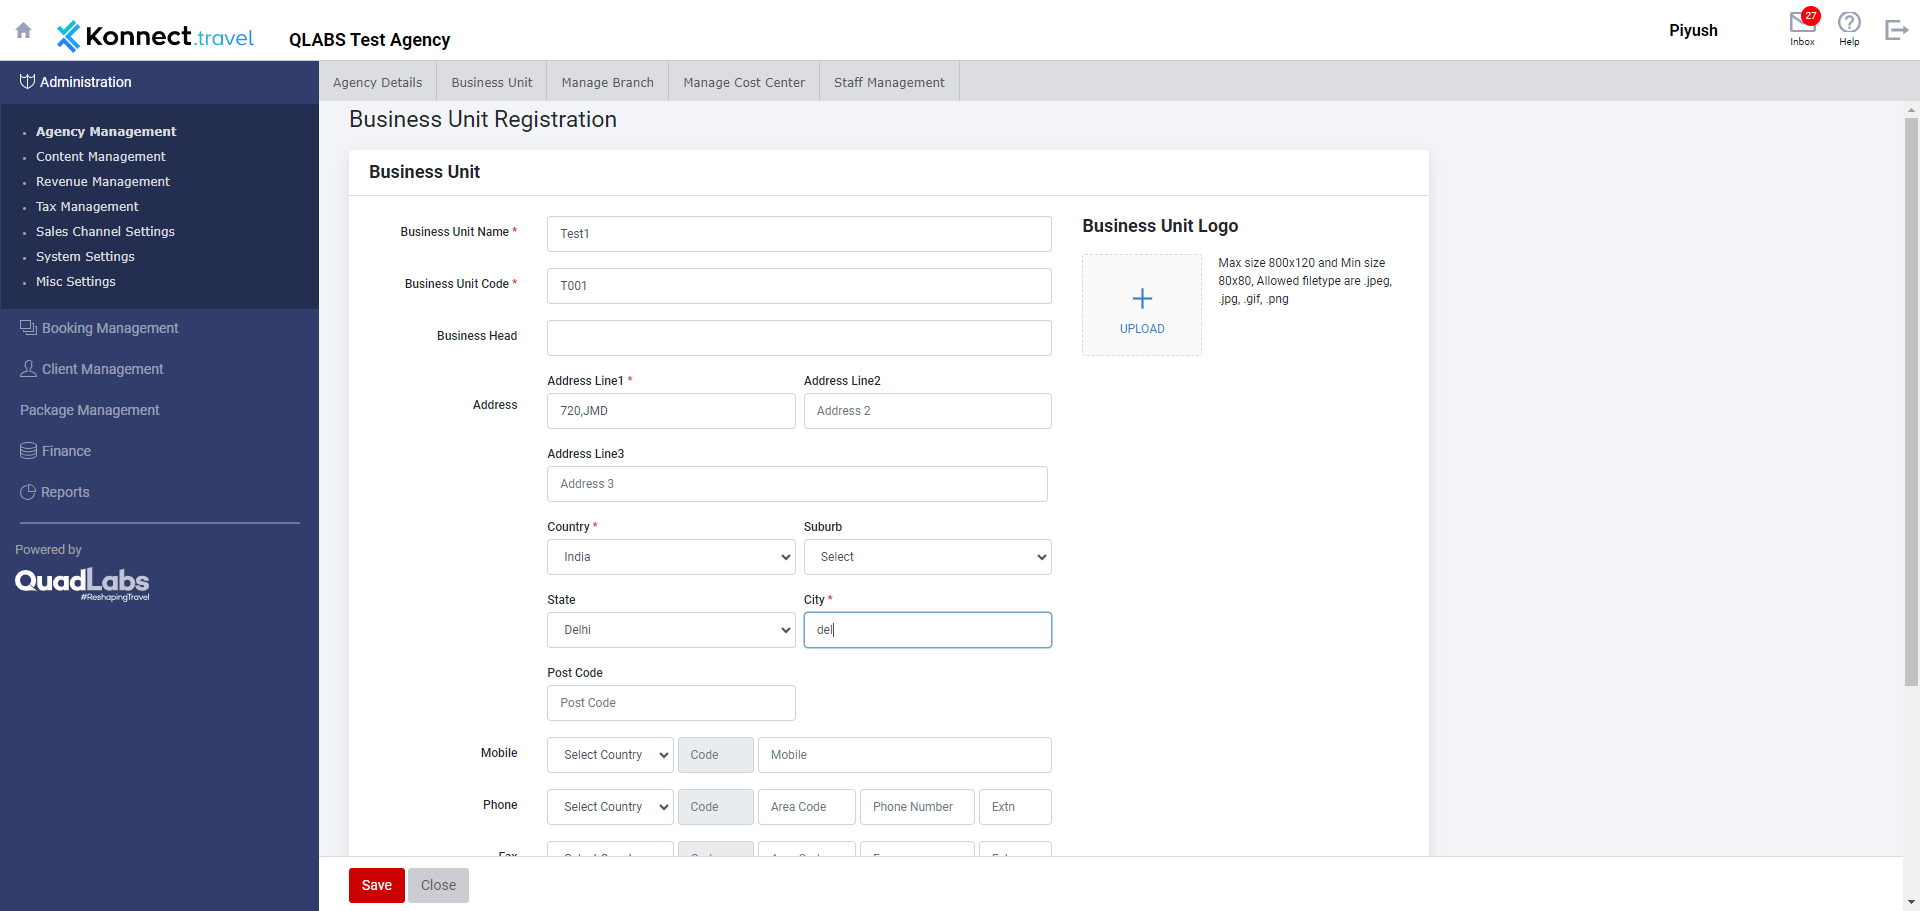 Konnect.travel
QLABS Test Agency
Piyush
27
Inbox
Help
Administration
Agency Management
Content Management
Revenue Management
Tax Management
Sales Channel Settings
System Settings
Misc Settings
Booking Management
Client Management
Package Management
Finance
Reports
Powered by
QuadLabs
#ReshapingTravel
Agency Details
Business Unit
Manage Branch
Manage Cost Center
Staff Management
Business Unit Registration
Business Unit
Business Unit Name *
Test1
Business Unit Code *
T001
Business Head
Address
Address Line1 *
Address Line2
720,JMD
Address 2
Address Line3
Address 3
Country *
Suburb
India
Select
State
City *
Delhi
del
Post Code
Post Code
Mobile
Select Country
Code
Mobile
Phone
Select Country
Code
Area Code
Phone Number
Extn
Business Unit Logo
UPLOAD
Max size 800x120 and Min size
80x80, Allowed filetype are .jpeg,
.jpg, .gif, .png
Save
Close